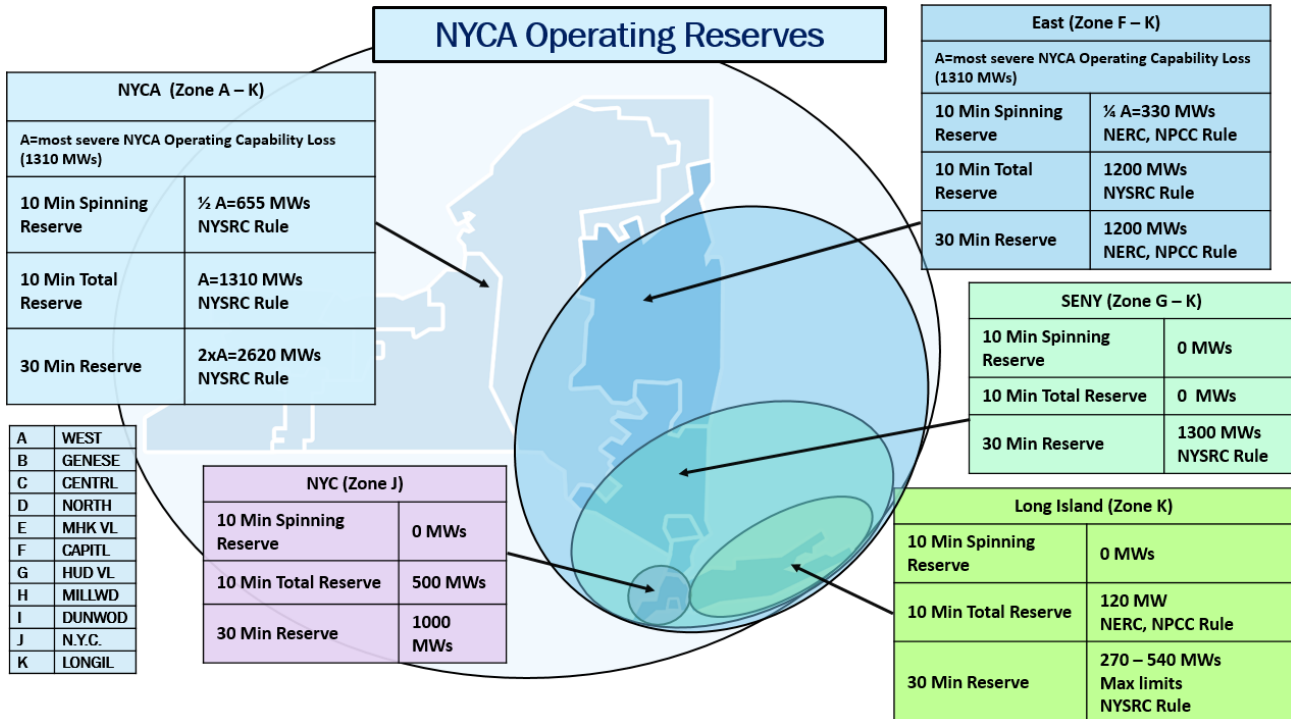 NYCA Operating Reserves
NYCA  (Zone A – K)
A=most severe NYCA Operating Capability Loss
(1310 MWs)
10 Min Spinning
Reserve
½ A=655 MWs
NYSRC Rule
10 Min Total
Reserve
A=1310 MWs
NYSRC Rule
30 Min Reserve
2xA=2620 MWs
NYSRC Rule
East (Zone F – K)
A=most severe NYCA Operating Capability Loss
(1310 MWs)
10 Min Spinning
Reserve
¼ A=330 MWs
NERC, NPCC Rule
10 Min Total
Reserve
1200 MWs
NYSRC Rule
30 Min Reserve
1200 MWs
NERC, NPCC Rule
SENY (Zone G – K)
10 Min Spinning
Reserve
0 MWs
10 Min Total Reserve
0  MWs
30 Min Reserve
1300 MWs
NYSRC Rule
A WEST
B GENESE
C CENTRL
D NORTH
E MHK VL
F CAPITL
G HUD VL
H MILLWD
I DUNWOD
J N.Y.C.
K LONGIL
NYC (Zone J)
10 Min Spinning
Reserve
0 MWs
10 Min Total Reserve
500 MWs
30 Min Reserve
1000
MWs
Long Island (Zone K)
10 Min Spinning
Reserve
0 MWs
10 Min Total Reserve
120 MW
NERC, NPCC Rule
30 Min Reserve
270 – 540 MWs
Max limits
NYSRC Rule